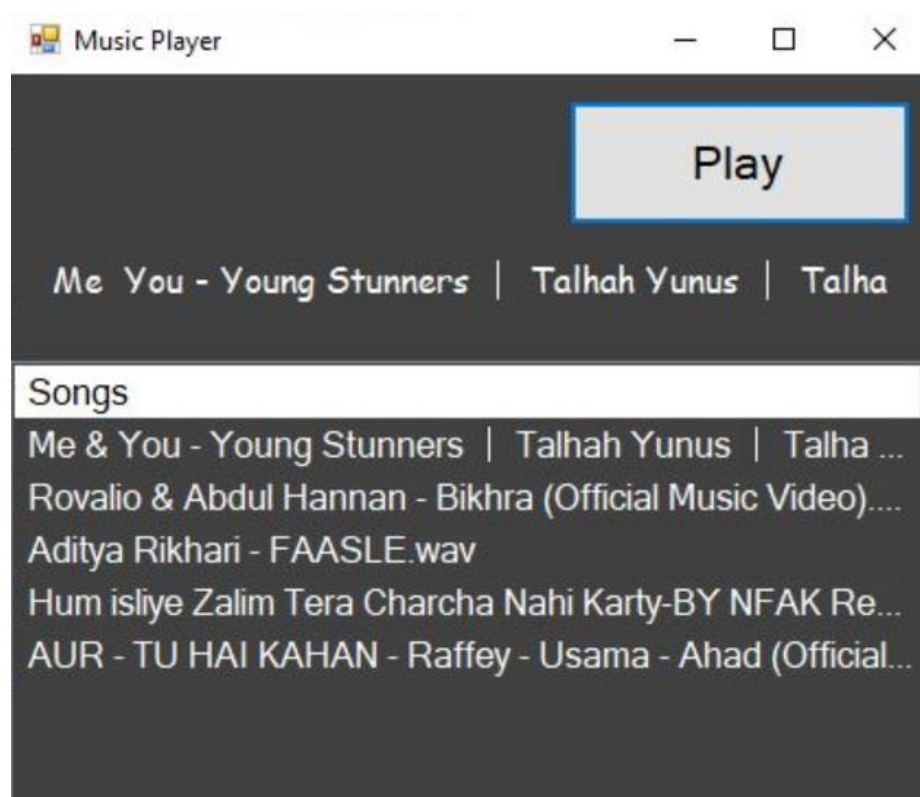 Music Player
Play
Me  You - Young Stunners | Talhah Yunus | Talha
Songs
Me & You - Young Stunners | Talhah Yunus | Talha ...
Rovalio & Abdul Hannan - Bikhra (Official Music Video)....
Aditya Rikhari - FAASLE.wav
Hum isliye Zalim Tera Charcha Nahi Karty-BY NFAK Re...
AUR - TU HAI KAHAN - Raffey - Usama - Ahad (Official...